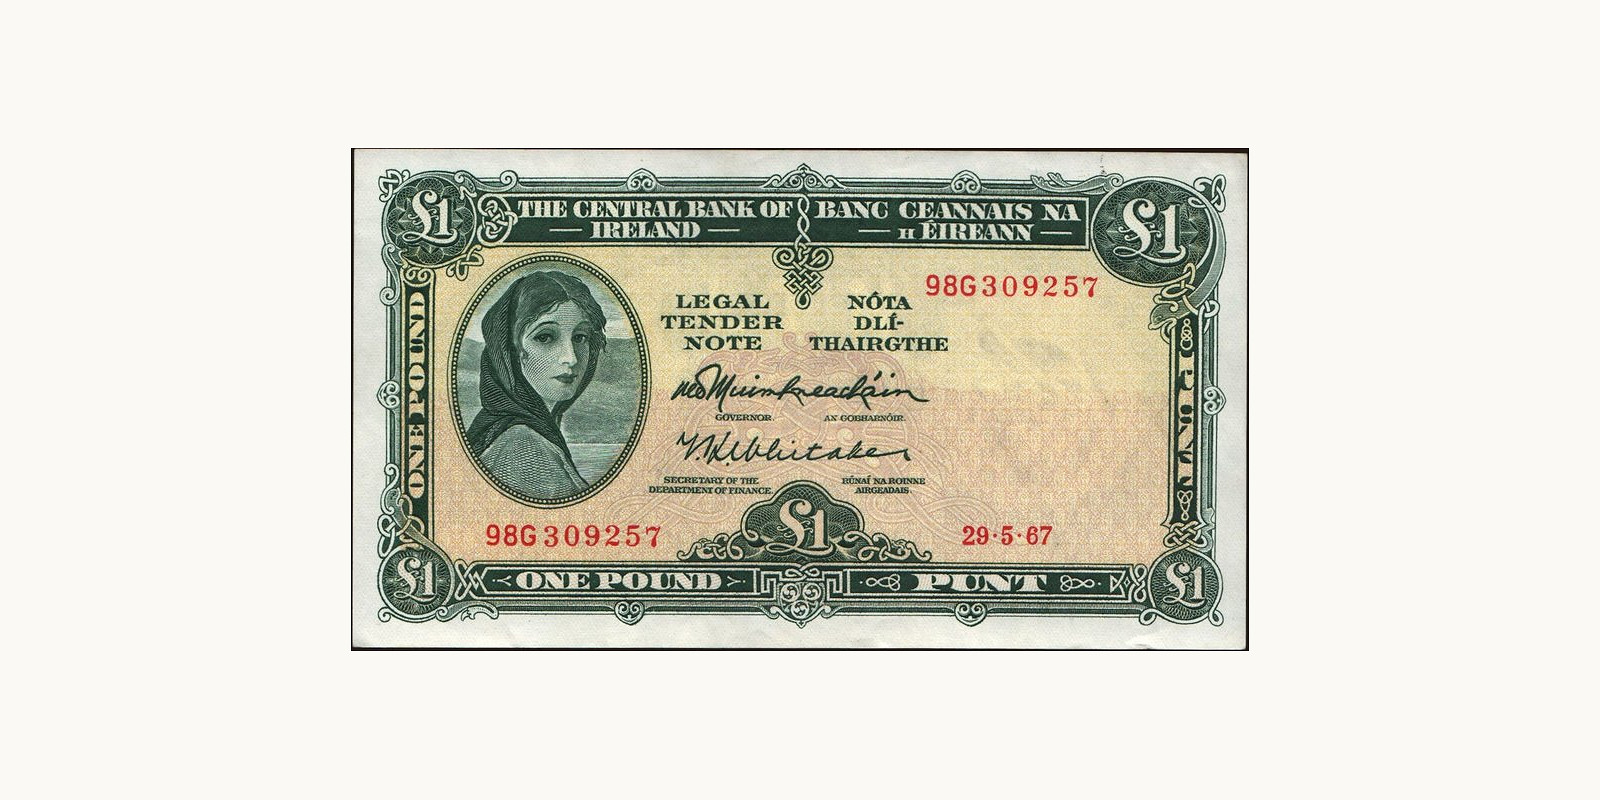 £1
THE CENTRAL BANK OF
— IRELAND —
BANC CEANNAIS NA
— H ÉIREANN —
£1
98G309257
LEGAL
TENDER
NOTE
NÓTA
DLÍ-
THAIRGTHE
GOVERNOR.
AN GOBHARNÓIR.
T.K. Whitaker
SECRETARY OF THE
DEPARTMENT OF FINANCE.
RÚNAÍ NA ROINNE
AIRGEADAIS.
ONE POUND
PUNT
98G309257
£1
29·5·67
£1
ONE POUND
PUNT
£1